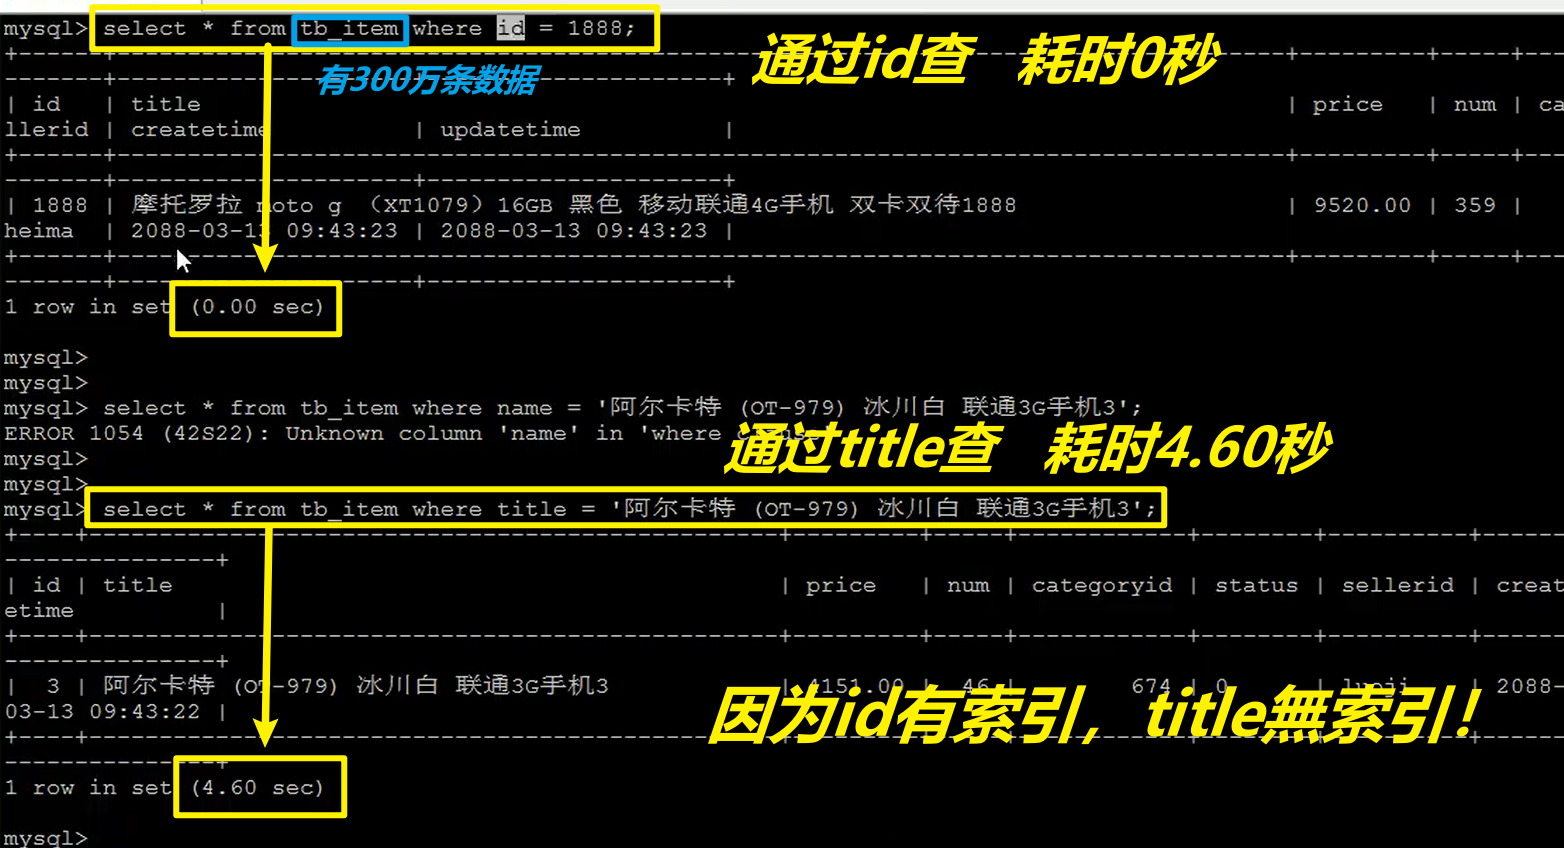 mysql> select * from tb_item where id = 1888;
通过id查 耗时0秒
有300万条数据
| id | title | price | num | ca
llerid | createtime | updatetime |
| 1888 | 摩托罗拉 moto g （XT1079）16GB 黑色 移动联通4G手机 双卡双待1888 | 9520.00 | 359 |
heima | 2088-03-13 09:43:23 | 2088-03-13 09:43:23 |
1 row in set (0.00 sec)
mysql>
mysql>
mysql> select * from tb_item where name = '阿尔卡特 (OT-979) 冰川白 联通3G手机3';
ERROR 1054 (42S22): Unknown column 'name' in 'where clause'
通过title查 耗时4.60秒
mysql>
mysql>
mysql> select * from tb_item where title = '阿尔卡特 (OT-979) 冰川白 联通3G手机3';
| id | title | price | num | categoryid | status | sellerid | creat
etime |
| 3 | 阿尔卡特 (OT-979) 冰川白 联通3G手机3 | 4151.00 | 46 | 674 | 0 | luoji | 2088-
03-13 09:43:22 |
因为id有索引，title無索引！
1 row in set (4.60 sec)
mysql>